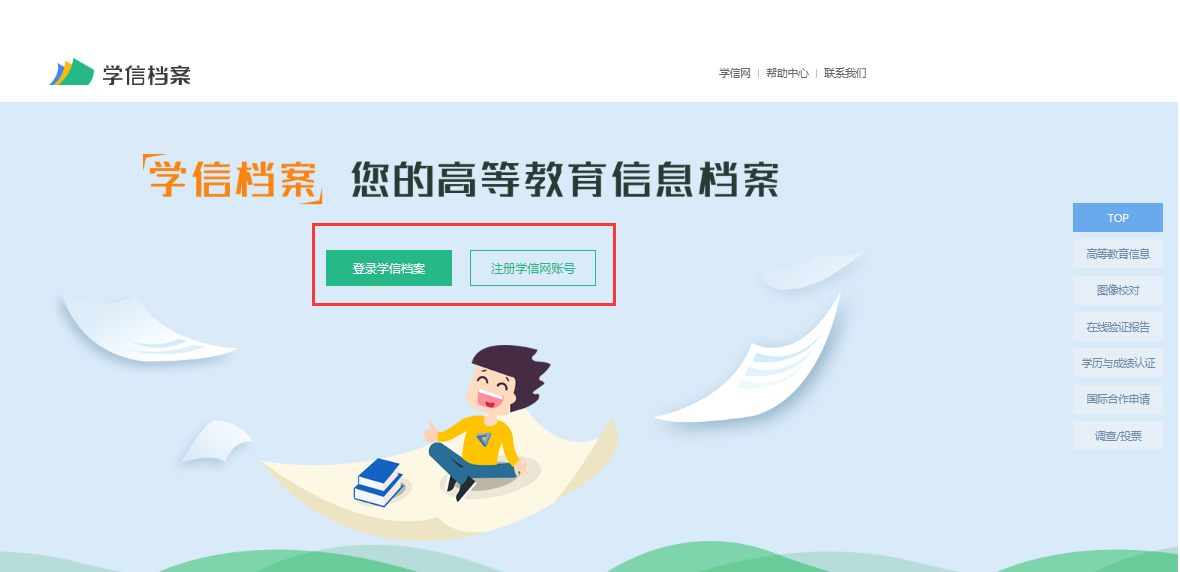 学信档案
学信网 | 帮助中心 | 联系我们
学信档案 您的高等教育信息档案
登录学信档案 注册学信网账号
TOP
高等教育信息
图像校对
在线验证报告
学历与成绩认证
国际合作申请
调查/投票